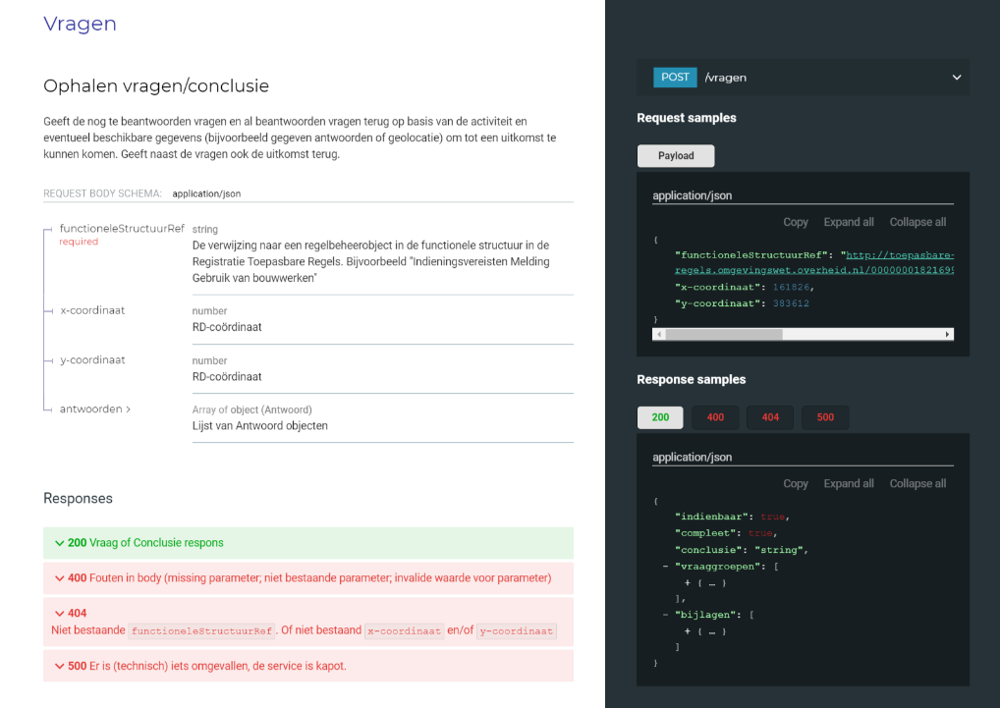 Vragen
Ophalen vragen/conclusie
Geeft de nog te beantwoorden vragen en al beantwoorden vragen terug op basis van de activiteit en
eventueel beschikbare gegevens (bijvoorbeeld gegeven antwoorden of geolocatie) om tot een uitkomst te
kunnen komen. Geeft naast de vragen ook de uitkomst terug.
REQUEST BODY SCHEMA: application/json
functioneleStructuurRef string
required
De verwijzing naar een regelbeheerobject in de functionele structuur in de
Registratie Toepasbare Regels. Bijvoorbeeld "Indieningsvereisten Melding
Gebruik van bouwwerken"
x-coordinaat number
RD-coördinaat
y-coordinaat number
RD-coördinaat
antwoorden > Array of object (Antwoord)
Lijst van Antwoord objecten
Responses
200 Vraag of Conclusie respons
400 Fouten in body (missing parameter; niet bestaande parameter; invalide waarde voor parameter)
404
Niet bestaande functioneleStructuurRef. Of niet bestaand x-coordinaat en/of y-coordinaat
500 Er is (technisch) iets omgevallen, de service is kapot.
POST /vragen
Request samples
Payload
application/json
Copy Expand all Collapse all
{
"functioneleStructuurRef": "http://toepasbare-
regels.omgevingswet.overheid.nl/00000001821699
"x-coordinaat": 161826,
"y-coordinaat": 383612
}
Response samples
200 400 404 500
application/json
Copy Expand all Collapse all
{
"indienbaar": true,
"compleet": true,
"conclusie": "string",
- "vraaggroepen": [
+ { … }
],
- "bijlagen": [
+ { … }
]
}